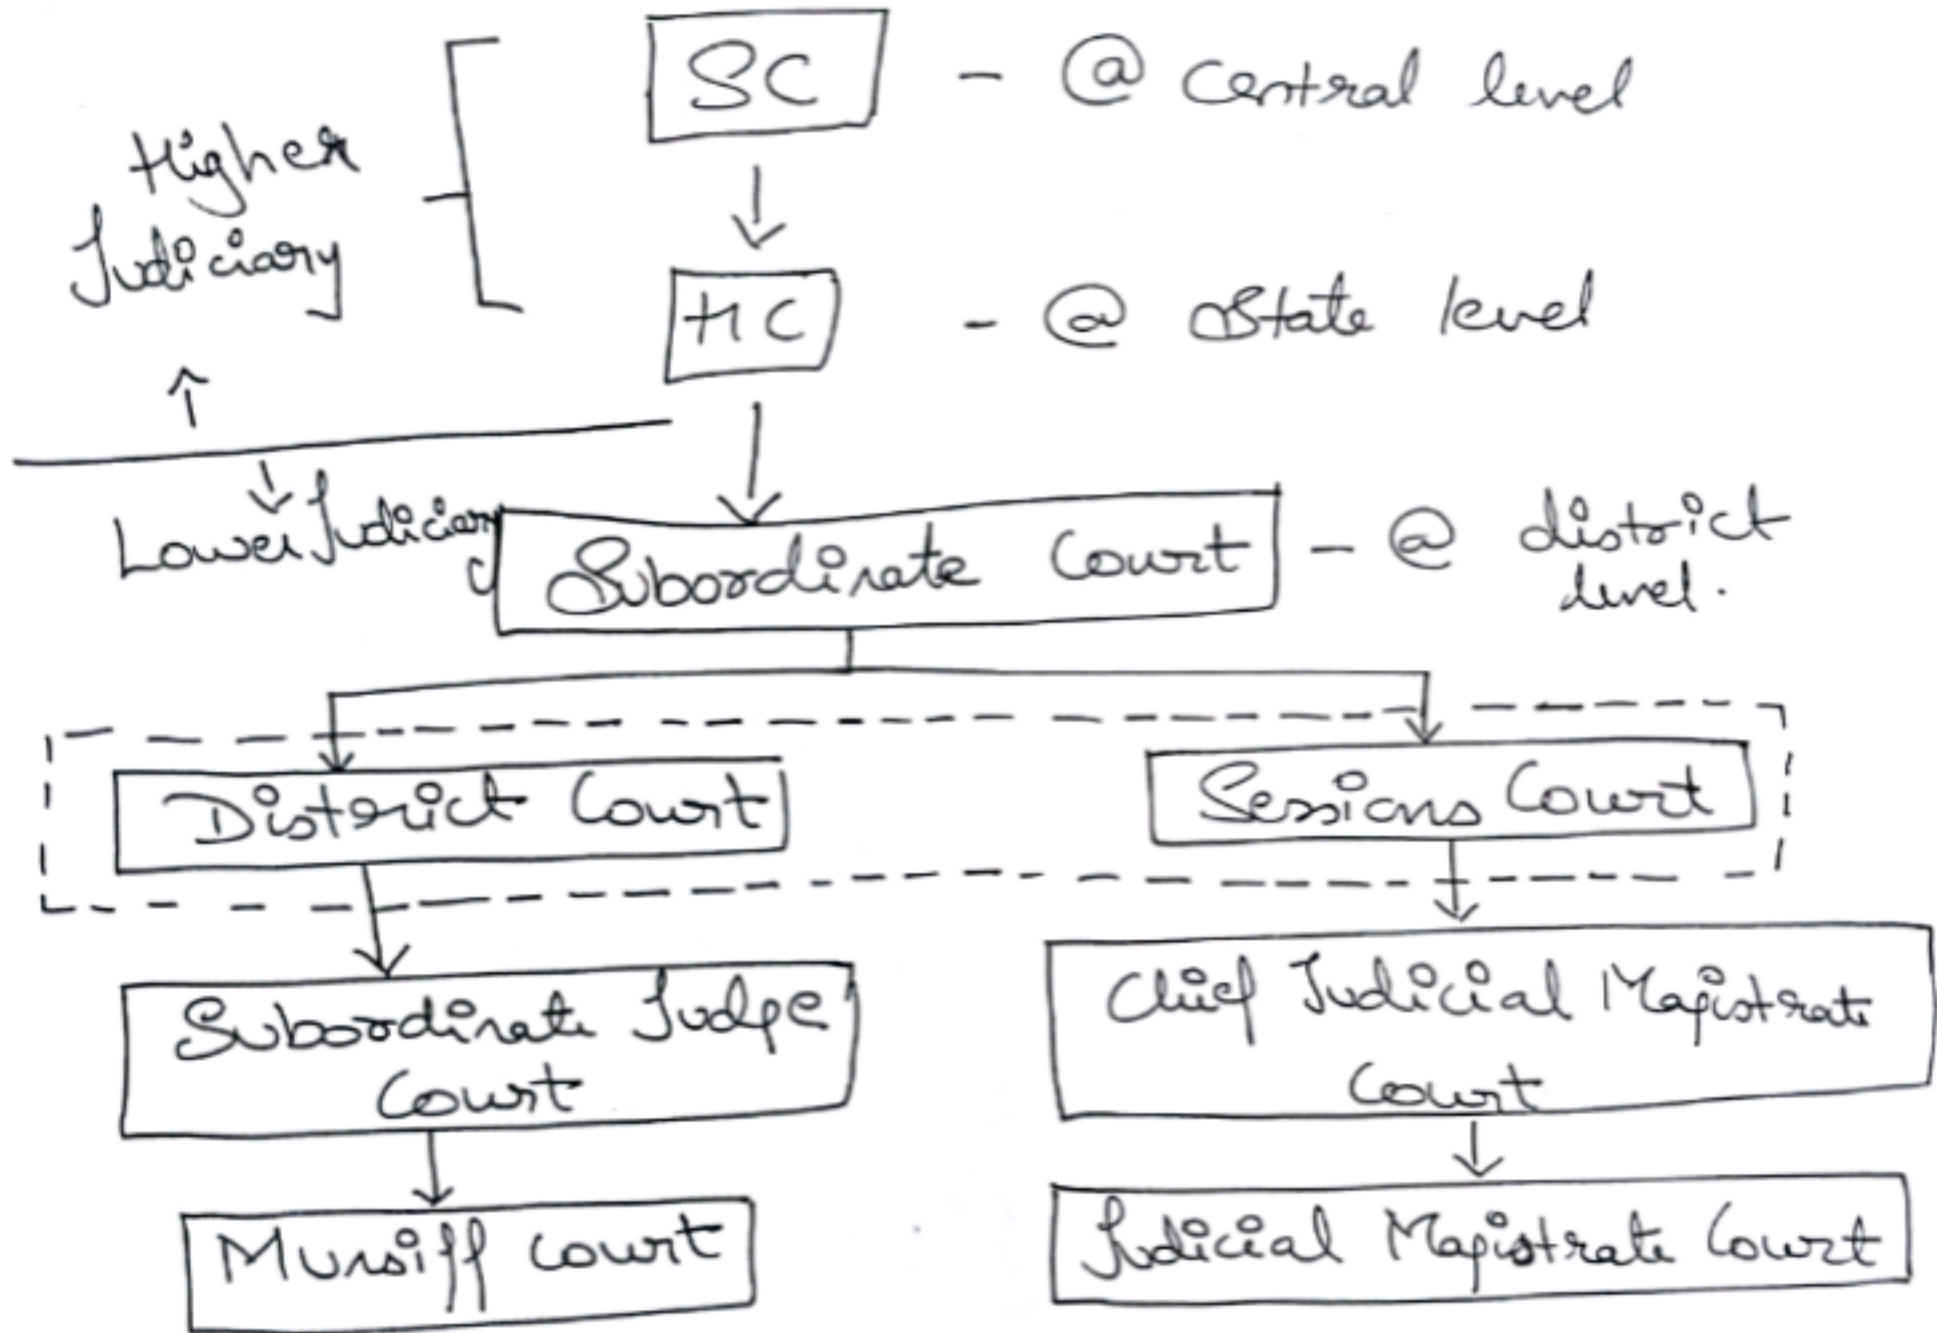 SC - @ Central level
Higher
Judiciary
HC - @ State level
Lower Judiciary
Subordinate Court - @ district
level.
District Court
Sessions Court
Subordinate Judge
Court
Chief Judicial Magistrate
Court
Munsiff court
Judicial Magistrate Court